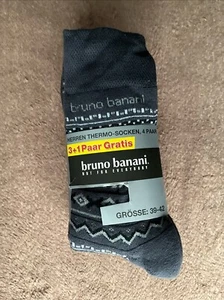 bruno banani
HERREN THERMO-SOCKEN, 4 PAAR
3+1 Paar Gratis
bruno banani.
NOT FOR EVERYBODY
GRÖSSE: 39-42